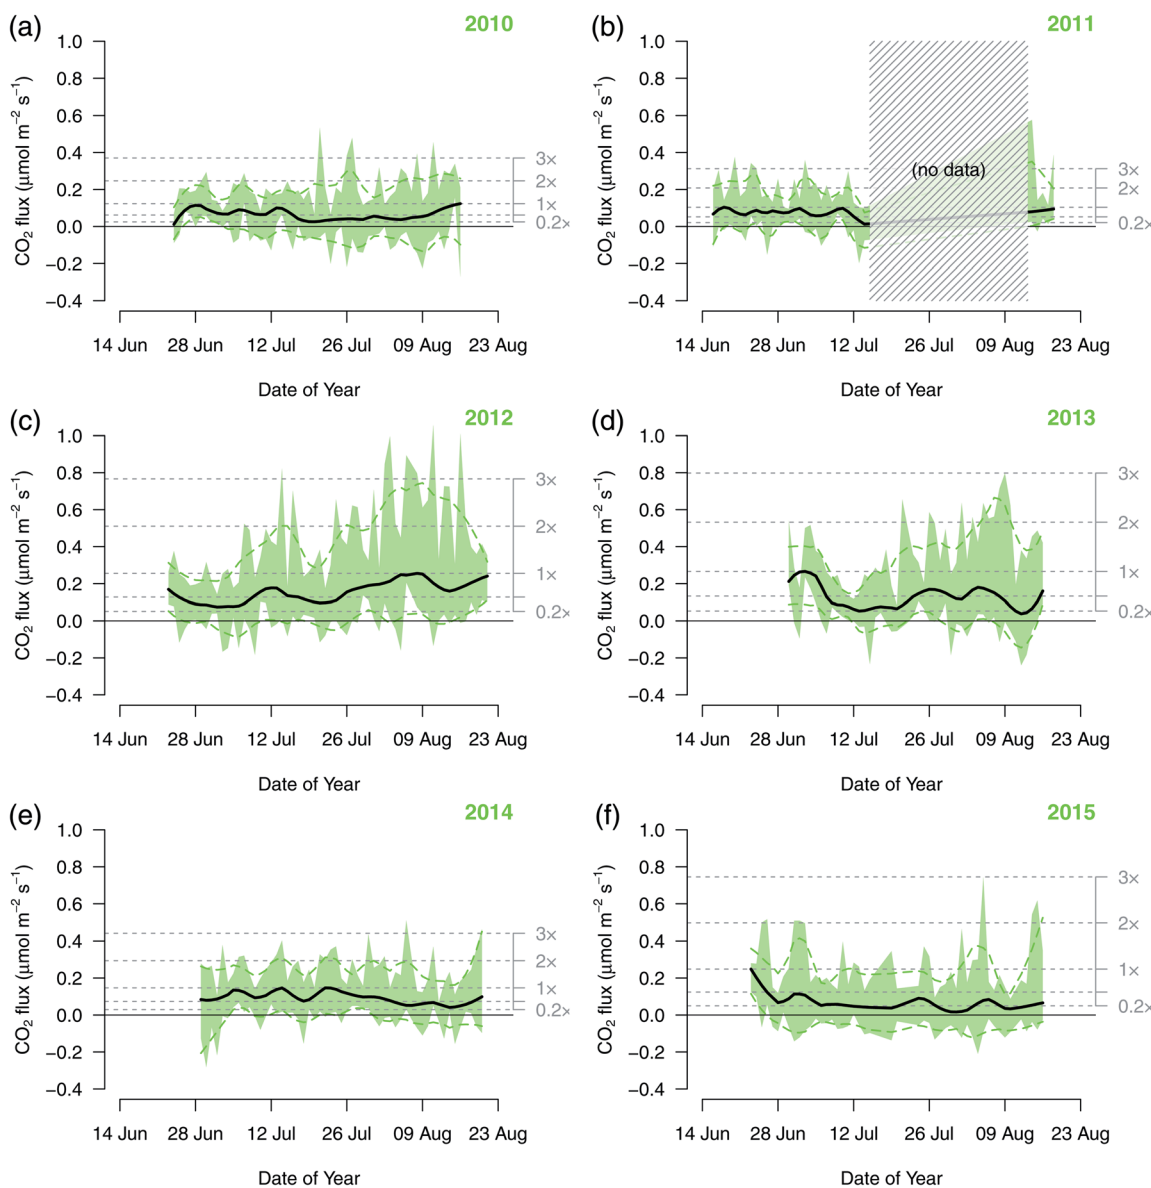 (a) 2010
CO2 flux (µmol m−2 s−1)
1.0
0.8
0.6
0.4
0.2
0.0
−0.2
−0.4
3×
2×
1×
0.2×
14 Jun 28 Jun 12 Jul 26 Jul 09 Aug 23 Aug
Date of Year
(b) 2011
CO2 flux (µmol m−2 s−1)
1.0
0.8
0.6
0.4
0.2
0.0
−0.2
−0.4
(no data)
3×
2×
1×
0.2×
14 Jun 28 Jun 12 Jul 26 Jul 09 Aug 23 Aug
Date of Year
(c) 2012
CO2 flux (µmol m−2 s−1)
1.0
0.8
0.6
0.4
0.2
0.0
−0.2
−0.4
3×
2×
1×
0.2×
14 Jun 28 Jun 12 Jul 26 Jul 09 Aug 23 Aug
Date of Year
(d) 2013
CO2 flux (µmol m−2 s−1)
1.0
0.8
0.6
0.4
0.2
0.0
−0.2
−0.4
3×
2×
1×
0.2×
14 Jun 28 Jun 12 Jul 26 Jul 09 Aug 23 Aug
Date of Year
(e) 2014
CO2 flux (µmol m−2 s−1)
1.0
0.8
0.6
0.4
0.2
0.0
−0.2
−0.4
3×
2×
1×
0.2×
14 Jun 28 Jun 12 Jul 26 Jul 09 Aug 23 Aug
Date of Year
(f) 2015
CO2 flux (µmol m−2 s−1)
1.0
0.8
0.6
0.4
0.2
0.0
−0.2
−0.4
3×
2×
1×
0.2×
14 Jun 28 Jun 12 Jul 26 Jul 09 Aug 23 Aug
Date of Year